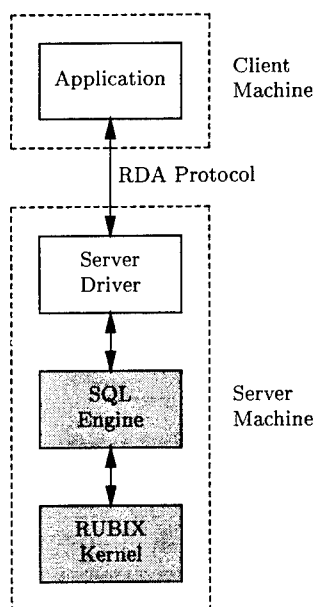 Application
Client
Machine
RDA Protocol
Server
Driver
SQL
Engine
Server
Machine
RUBIX
Kernel